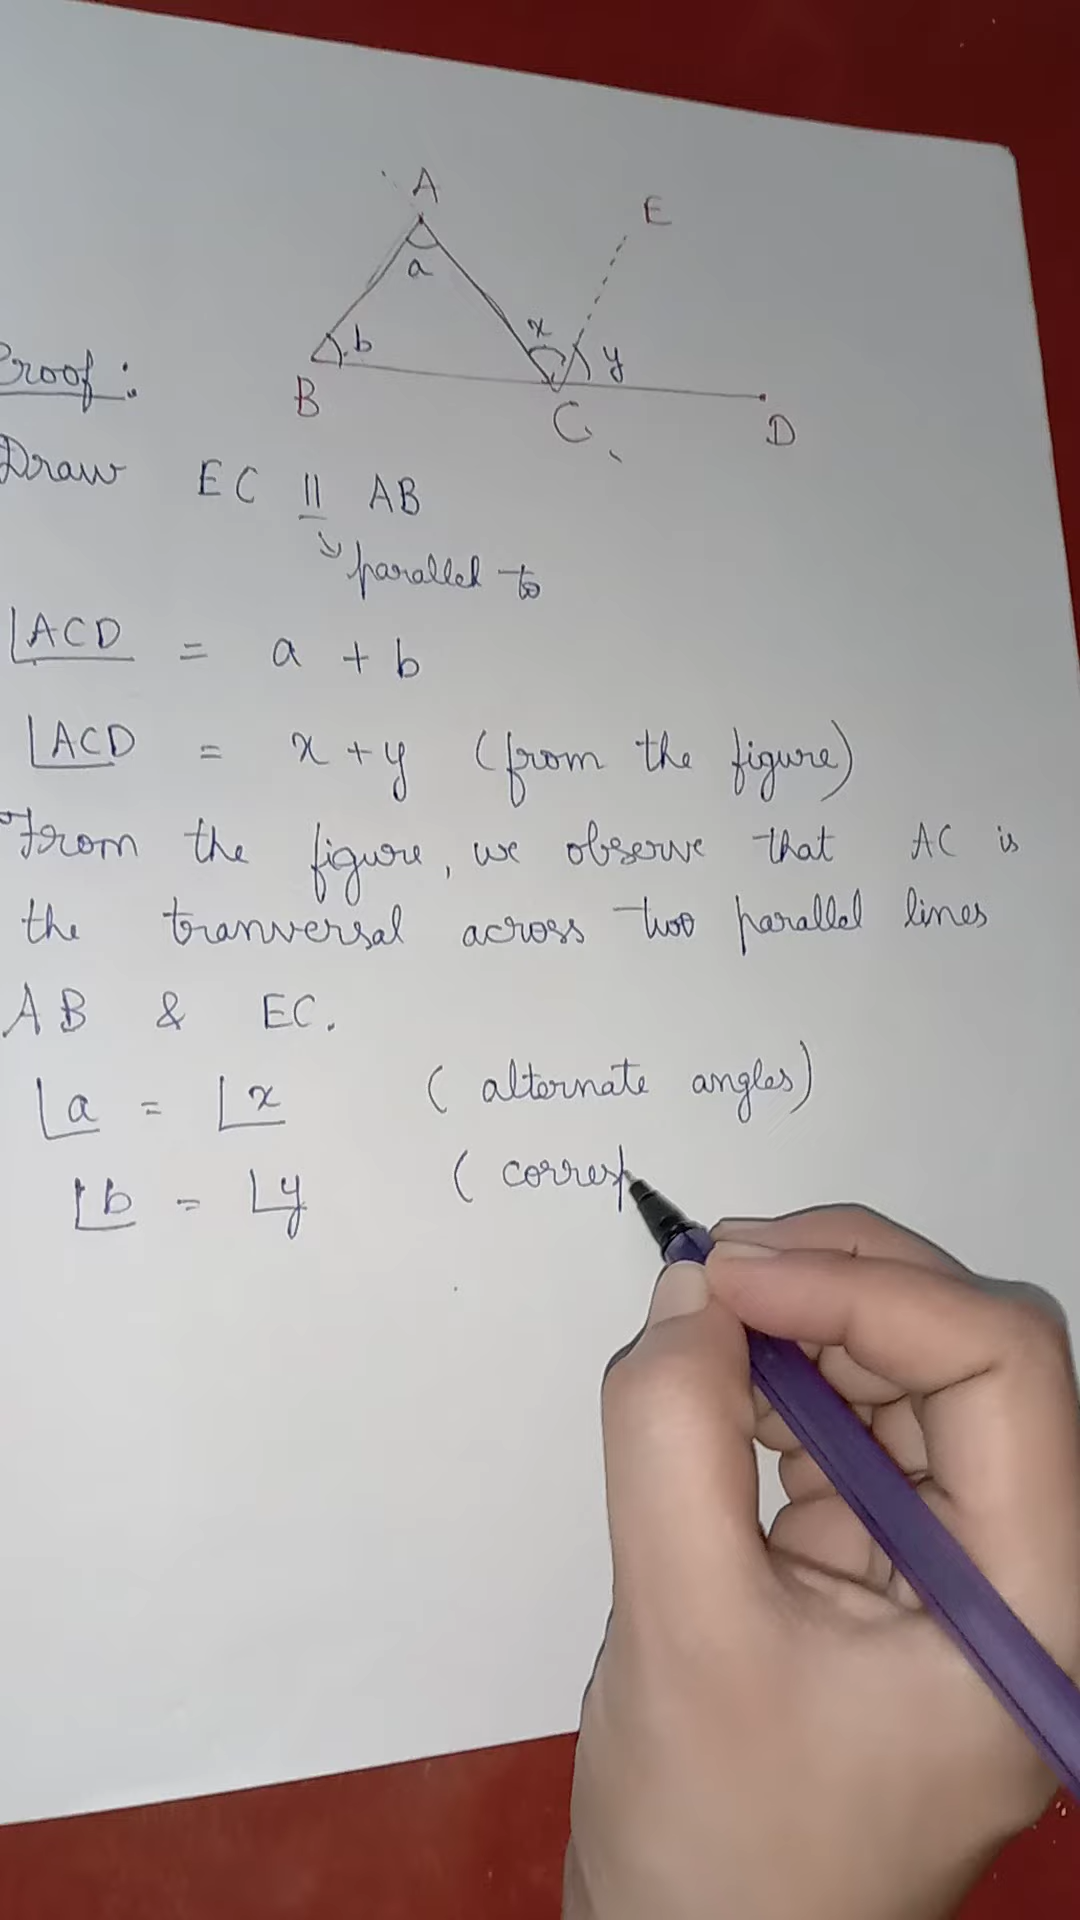 A
E
a
x
b
y
B
C
D
Proof:
Draw EC || AB
parallel to
∠ACD = a + b
∠ACD = x + y (from the figure)
From the figure, we observe that AC is
the tranversal across two parallel lines
AB & EC.
∠a = ∠x (alternate angles)
∠b = ∠y (corresp